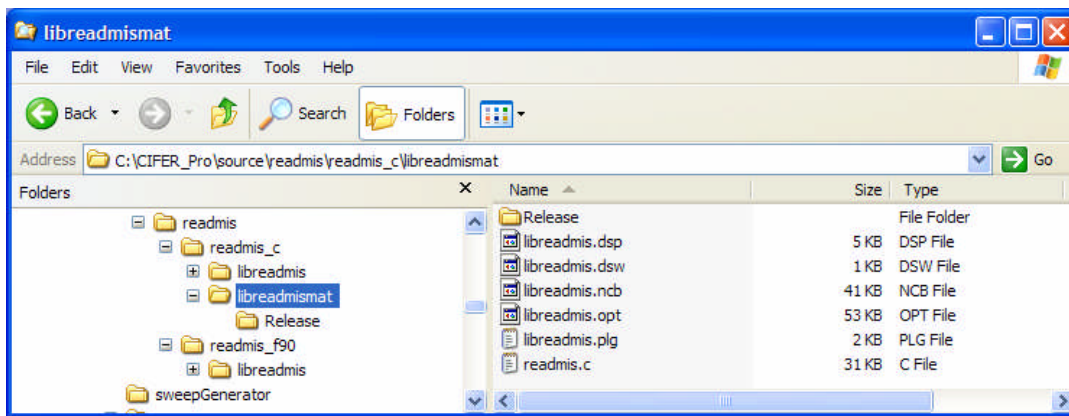 libreadmismat
File Edit View Favorites Tools Help
Back Search Folders
Address C:\CIFER_Pro\source\readmis\readmis_c\libreadmismat Go
Folders
readmis
readmis_c
libreadmis
libreadmismat
Release
readmis_f90
libreadmis
sweepGenerator
Name Size Type
Release File Folder
libreadmis.dsp 5 KB DSP File
libreadmis.dsw 1 KB DSW File
libreadmis.ncb 41 KB NCB File
libreadmis.opt 53 KB OPT File
libreadmis.plg 2 KB PLG File
readmis.c 31 KB C File